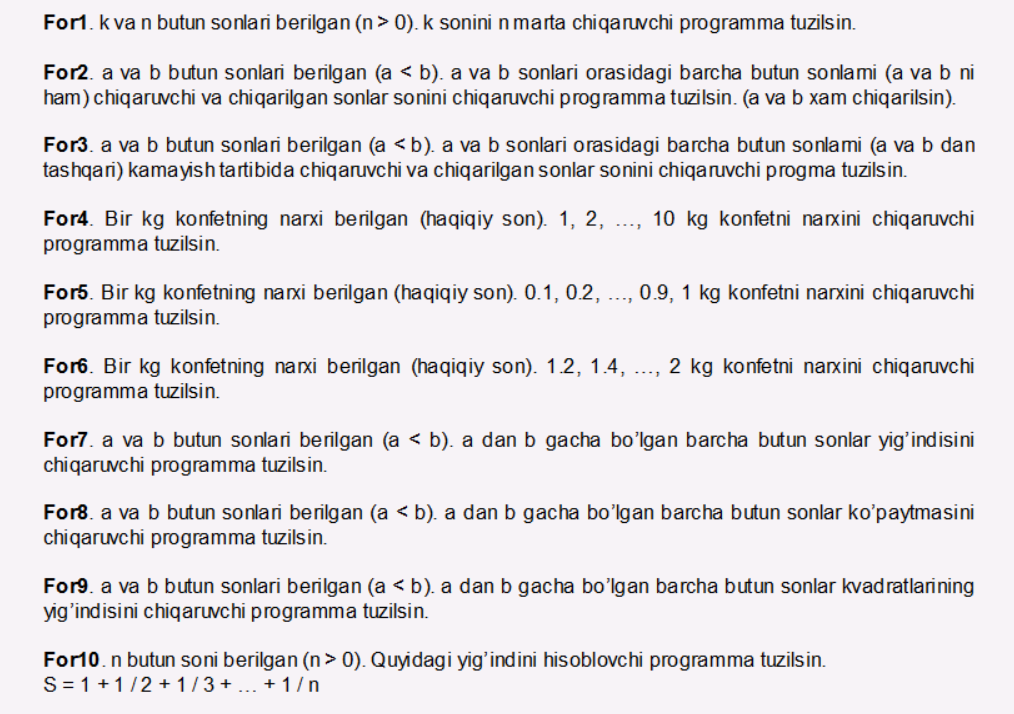 For1. k va n butun sonlari berilgan (n > 0). k sonini n marta chiqaruvchi programma tuzilsin.
For2. a va b butun sonlari berilgan (a < b). a va b sonlari orasidagi barcha butun sonlarni (a va b ni
ham) chiqaruvchi va chiqarilgan sonlar sonini chiqaruvchi programma tuzilsin. (a va b xam chiqarilsin).
For3. a va b butun sonlari berilgan (a < b). a va b sonlari orasidagi barcha butun sonlarni (a va b dan
tashqari) kamayish tartibida chiqaruvchi va chiqarilgan sonlar sonini chiqaruvchi progma tuzilsin.
For4. Bir kg konfetning narxi berilgan (haqiqiy son). 1, 2, ..., 10 kg konfetni narxini chiqaruvchi
programma tuzilsin.
For5. Bir kg konfetning narxi berilgan (haqiqiy son). 0.1, 0.2, ..., 0.9, 1 kg konfetni narxini chiqaruvchi
programma tuzilsin.
For6. Bir kg konfetning narxi berilgan (haqiqiy son). 1.2, 1.4, ..., 2 kg konfetni narxini chiqaruvchi
programma tuzilsin.
For7. a va b butun sonlari berilgan (a < b). a dan b gacha bo’lgan barcha butun sonlar yig’indisini
chiqaruvchi programma tuzilsin.
For8. a va b butun sonlari berilgan (a < b). a dan b gacha bo’lgan barcha butun sonlar ko’paytmasini
chiqaruvchi programma tuzilsin.
For9. a va b butun sonlari berilgan (a < b). a dan b gacha bo’lgan barcha butun sonlar kvadratlarining
yig’indisini chiqaruvchi programma tuzilsin.
For10. n butun soni berilgan (n > 0). Quyidagi yig’indini hisoblovchi programma tuzilsin.
S = 1 + 1 / 2 + 1 / 3 + ... + 1 / n